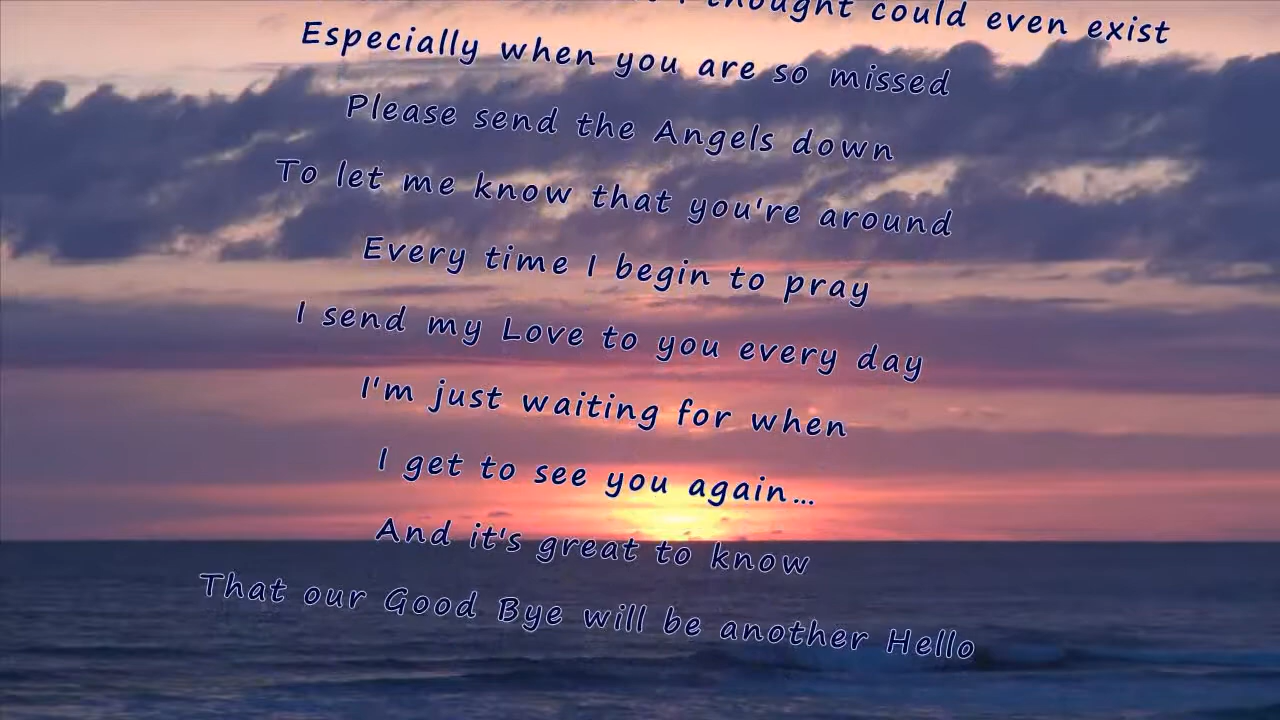 I thought could even exist
Especially when you are so missed
Please send the Angels down
To let me know that you're around
Every time I begin to pray
I send my Love to you every day
I'm just waiting for when
I get to see you again...
And it's great to know
That our Good Bye will be another Hello